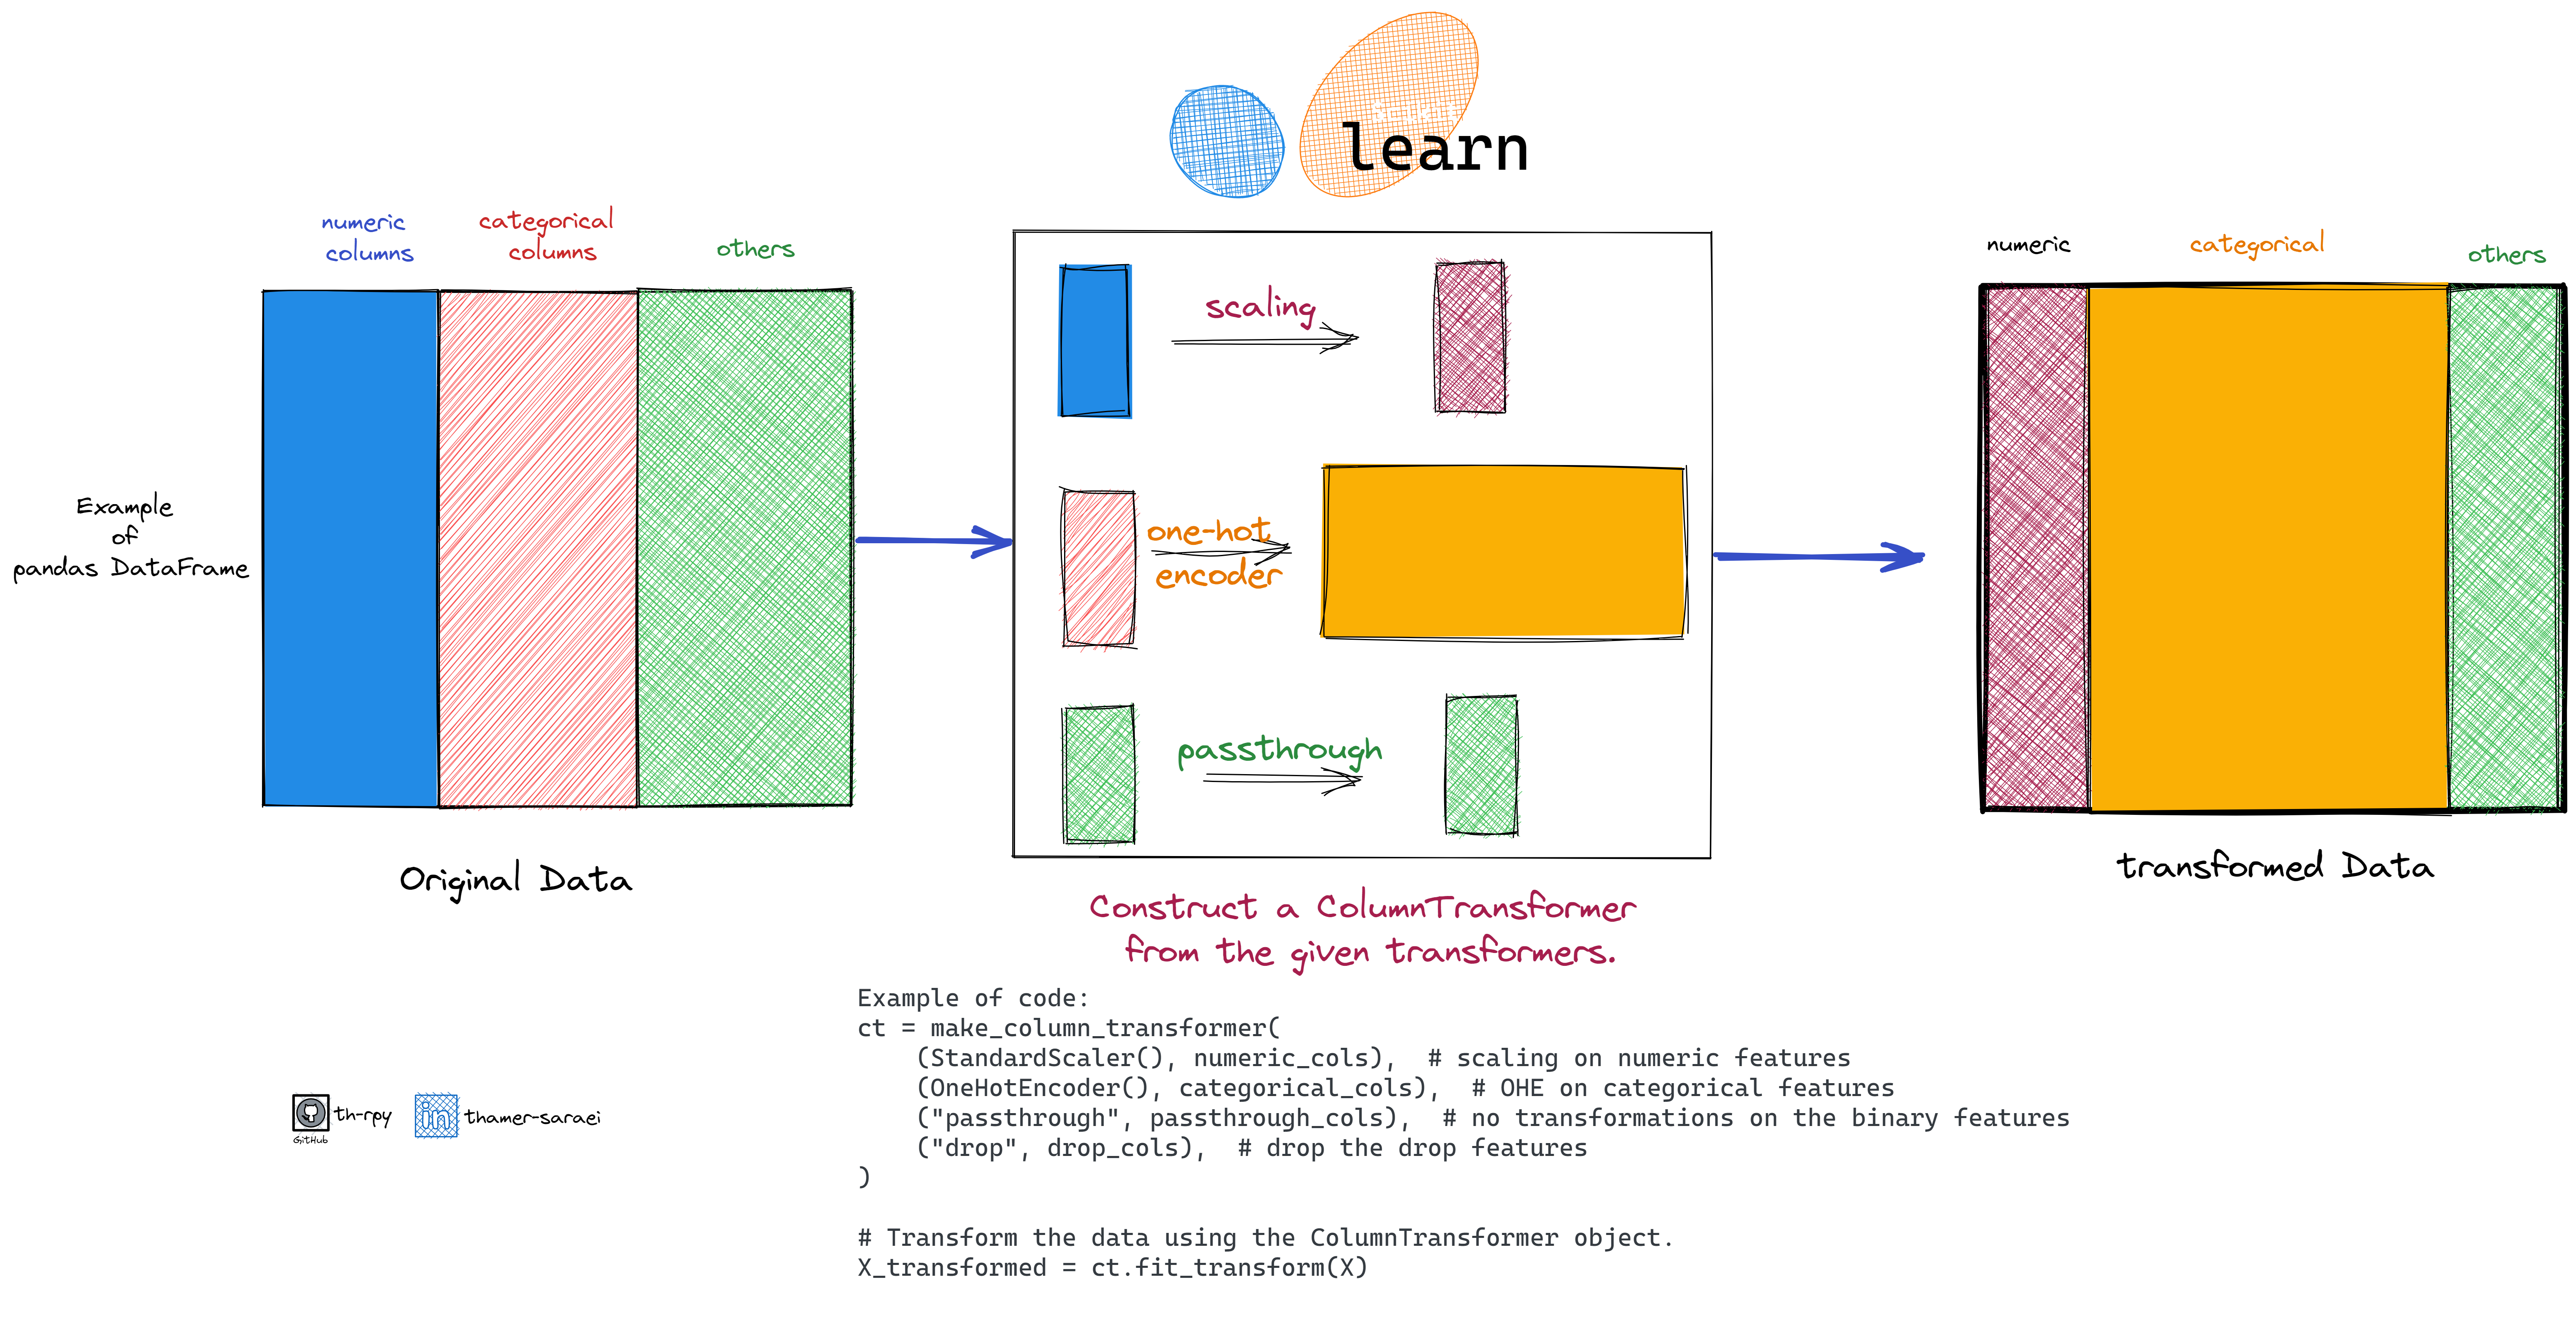 scikit
learn
numeric
columns
categorical
columns
others
numeric
categorical
others
scaling
Example
of
pandas DataFrame
one-hot
encoder
passthrough
Original Data
transformed Data
Construct a ColumnTransformer
from the given transformers.
Example of code:
ct = make_column_transformer(
    (StandardScaler(), numeric_cols),  # scaling on numeric features
    (OneHotEncoder(), categorical_cols),  # OHE on categorical features
    ("passthrough", passthrough_cols),  # no transformations on the binary features
    ("drop", drop_cols),  # drop the drop features
)
# Transform the data using the ColumnTransformer object.
X_transformed = ct.fit_transform(X)
th-rpy
GitHub
in
thamer-saraei